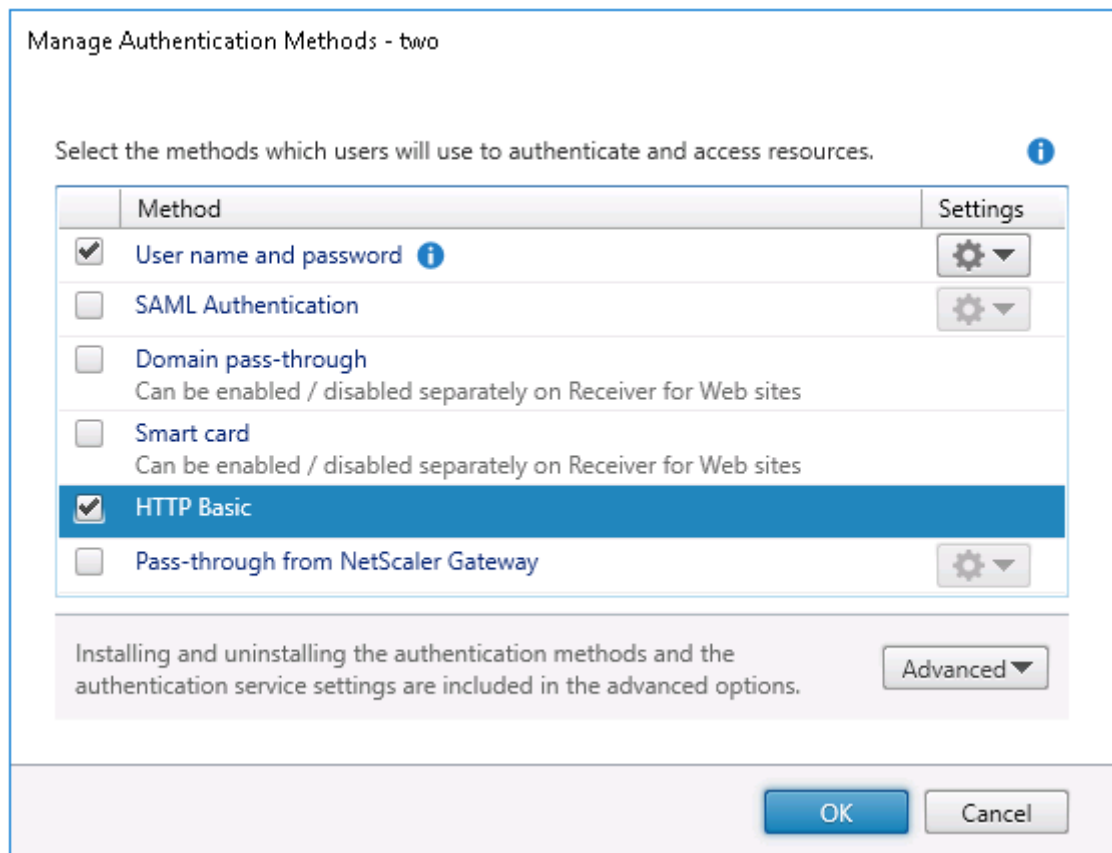 Manage Authentication Methods - two
Select the methods which users will use to authenticate and access resources.
Method Settings
User name and password
SAML Authentication
Domain pass-through
Can be enabled / disabled separately on Receiver for Web sites
Smart card
Can be enabled / disabled separately on Receiver for Web sites
HTTP Basic
Pass-through from NetScaler Gateway
Installing and uninstalling the authentication methods and the
authentication service settings are included in the advanced options.
Advanced
OK Cancel